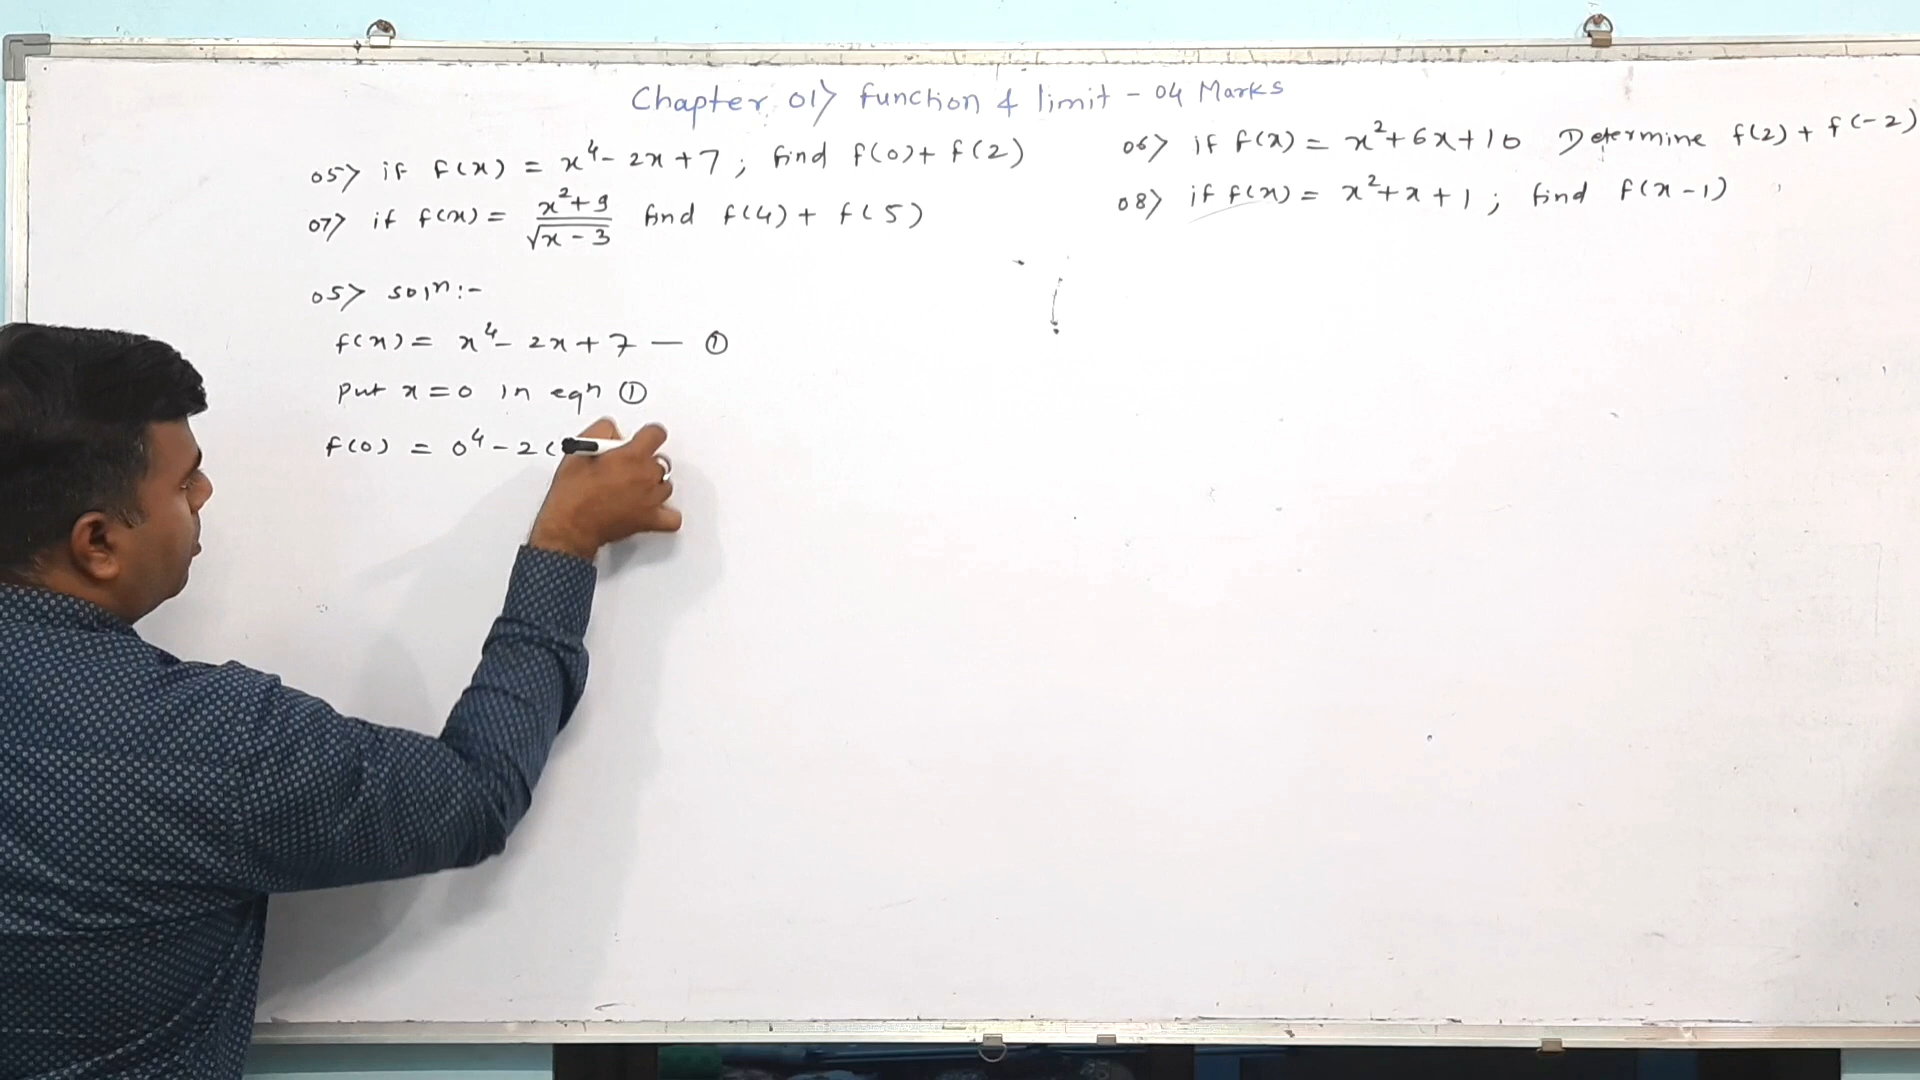 Chapter 01> function & limit - 04 Marks
05> if f(x) = x⁴ - 2x + 7 ; find f(0) + f(2)
07> if f(x) = x² + 9 / √x - 3 find f(4) + f(5)
06> if f(x) = x² + 6x + 10 Determine f(2) + f(-2)
08> if f(x) = x² + x + 1 ; find f(x - 1)
05> soln:-
f(x) = x⁴ - 2x + 7 — ①
Put x = 0 in eqn ①
f(0) = 0⁴ - 2(